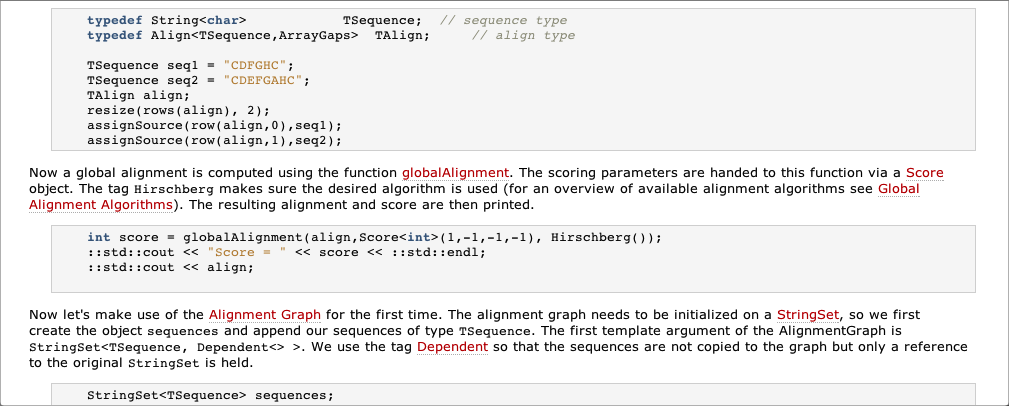 typedef String<char> TSequence; // sequence type
typedef Align<TSequence,ArrayGaps> TAlign; // align type
TSequence seq1 = "CDFGHC";
TSequence seq2 = "CDEFGAHC";
TAlign align;
resize(rows(align), 2);
assignSource(row(align,0),seq1);
assignSource(row(align,1),seq2);
Now a global alignment is computed using the function globalAlignment. The scoring parameters are handed to this function via a Score
object. The tag Hirschberg makes sure the desired algorithm is used (for an overview of available alignment algorithms see Global
Alignment Algorithms). The resulting alignment and score are then printed.
int score = globalAlignment(align,Score<int>(1,-1,-1,-1), Hirschberg());
::std::cout << "Score = " << score << ::std::endl;
::std::cout << align;
Now let's make use of the Alignment Graph for the first time. The alignment graph needs to be initialized on a StringSet, so we first
create the object sequences and append our sequences of type TSequence. The first template argument of the AlignmentGraph is
StringSet<TSequence, Dependent<> >. We use the tag Dependent so that the sequences are not copied to the graph but only a reference
to the original StringSet is held.
StringSet<TSequence> sequences;